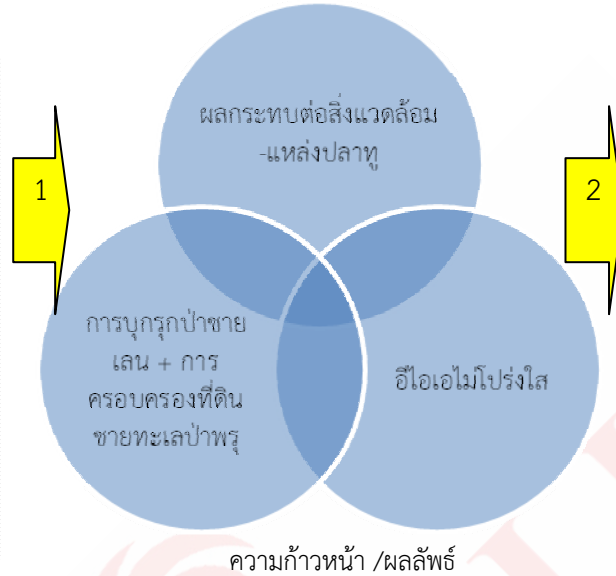 ผลกระทบต่อสิ่งแวดล้อม
-แหล่งปลาทู
1
2
การบุกรุกป่าชาย
เลน + การ
ครอบครองที่ดิน
ชายทะเลป่าพรุ
อีไอเอไม่โปร่งใส
ความก้าวหน้า /ผลลัพธ์